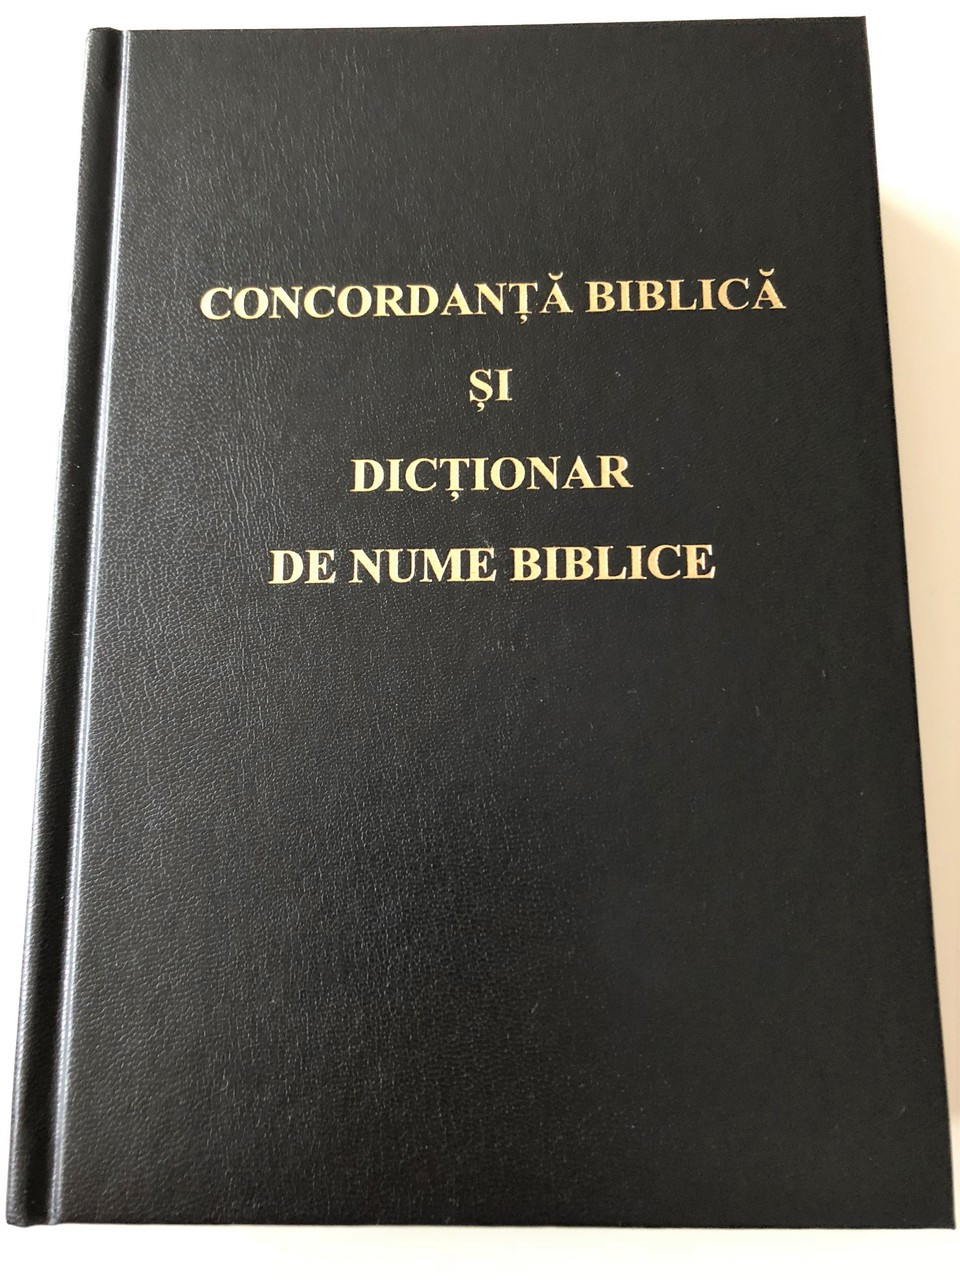 CONCORDANȚĂ BIBLICĂ
ȘI
DICȚIONAR
DE NUME BIBLICE